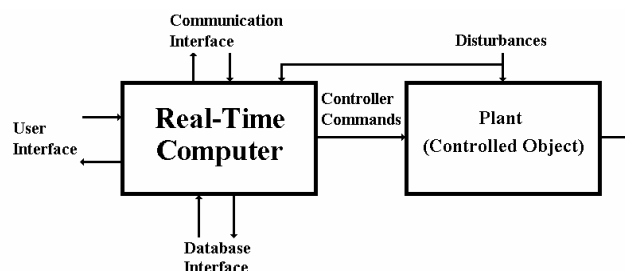 Communication
Interface
Disturbances
User
Interface
Real-Time
Computer
Controller
Commands
Plant
(Controlled Object)
Database
Interface